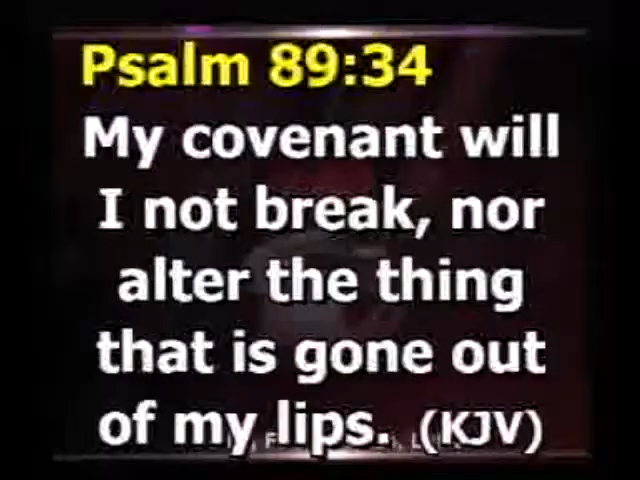 Psalm 89:34
My covenant will
I not break, nor
alter the thing
that is gone out
of my lips. (KJV)